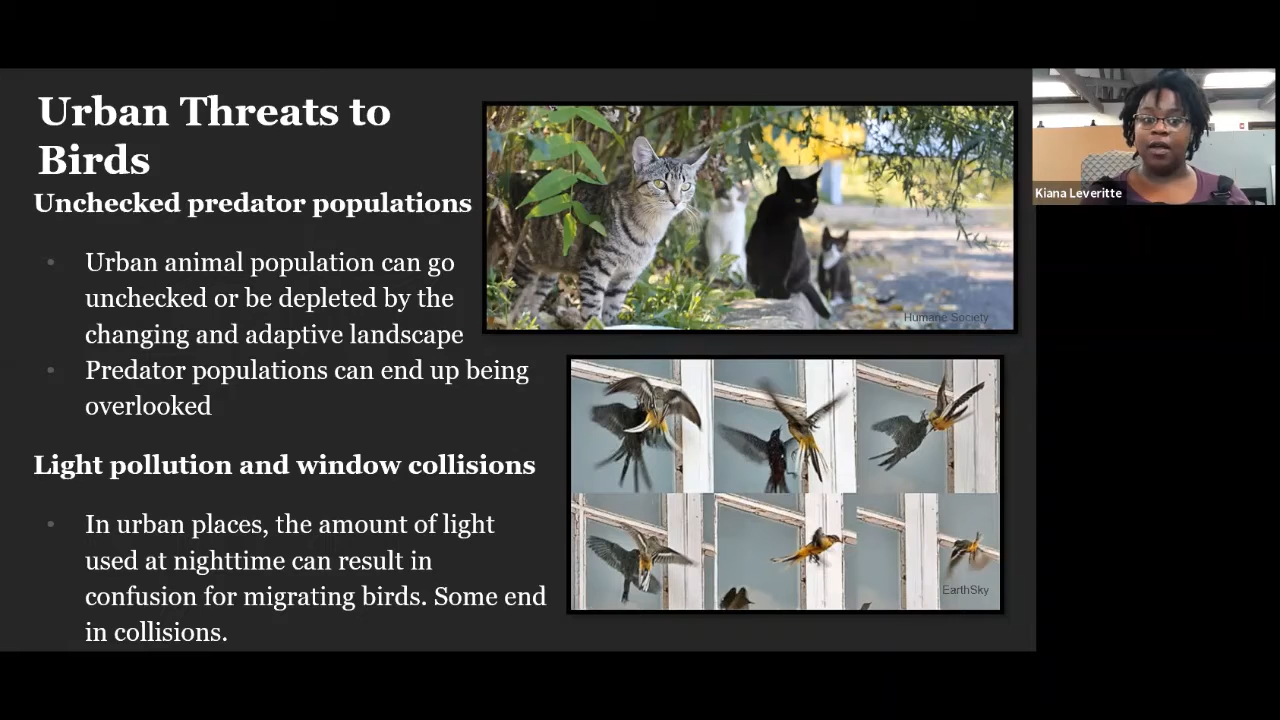 Urban Threats to
Birds
Unchecked predator populations
Urban animal population can go
unchecked or be depleted by the
changing and adaptive landscape
Predator populations can end up being
overlooked
Light pollution and window collisions
In urban places, the amount of light
used at nighttime can result in
confusion for migrating birds. Some end
in collisions.
Humane Society
EarthSky
Kiana Leveritte